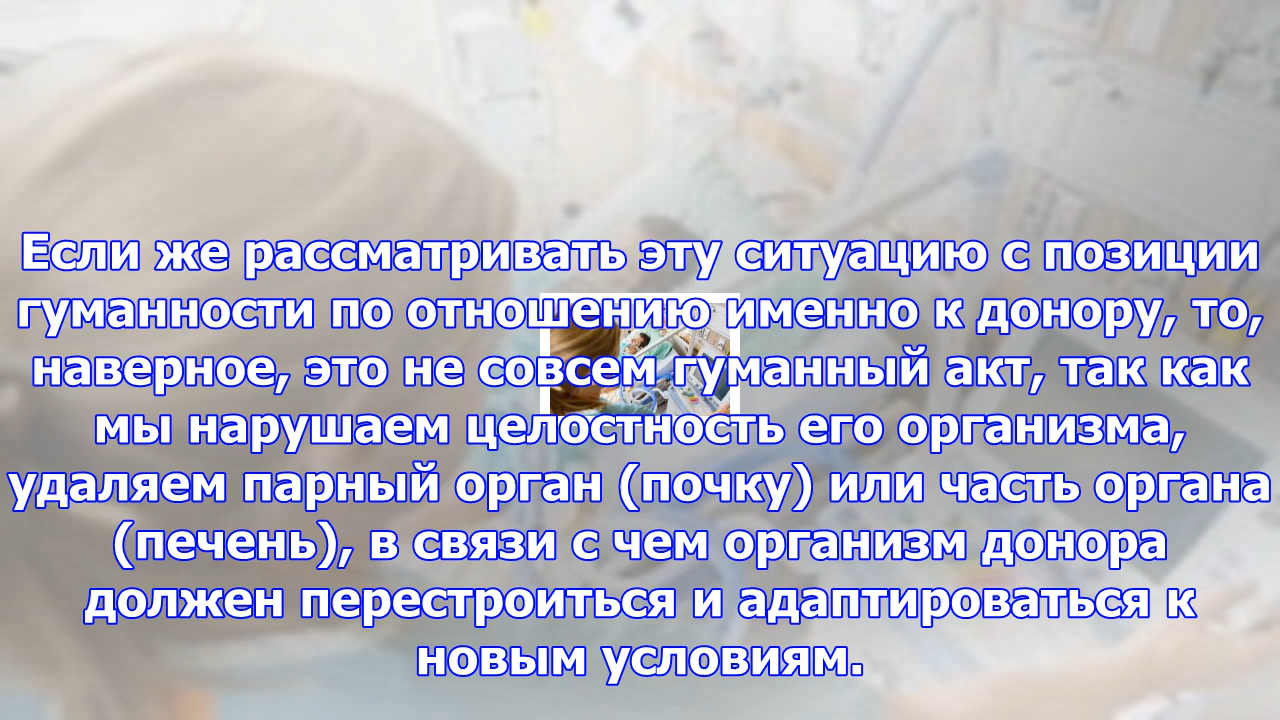 Если же рассматривать эту ситуацию с позиции
гуманности по отношению именно к донору, то,
наверное, это не совсем гуманный акт, так как
мы нарушаем целостность его организма,
удаляем парный орган (почку) или часть органа
(печень), в связи с чем организм донора
должен перестроиться и адаптироваться к
новым условиям.